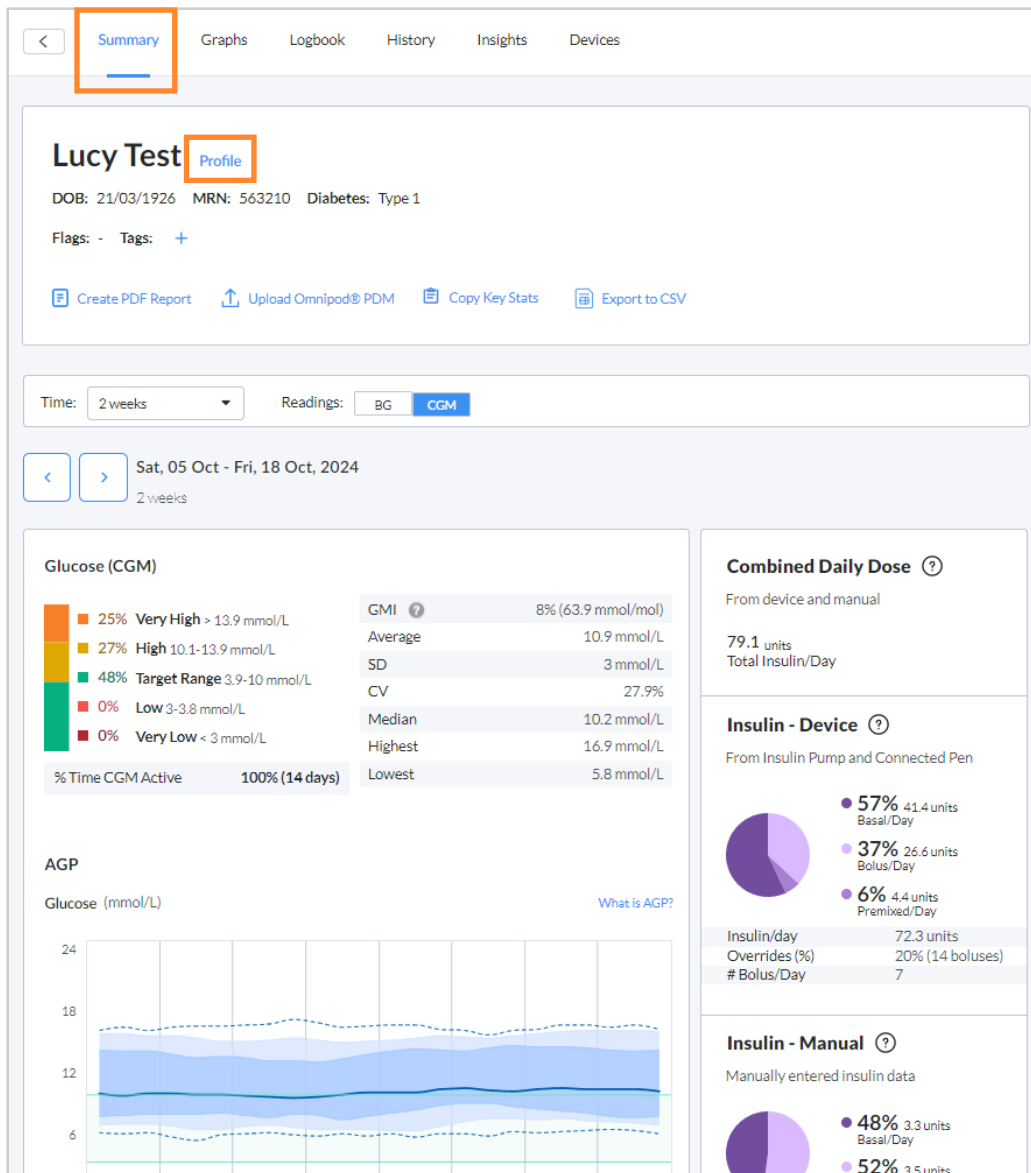 Summary Graphs Logbook History Insights Devices
Lucy Test Profile
DOB: 21/03/1926 MRN: 563210 Diabetes: Type 1
Flags: - Tags: +
Create PDF Report Upload Omnipod® PDM Copy Key Stats Export to CSV
Time: 2 weeks Readings: BG CGM
Sat, 05 Oct - Fri, 18 Oct, 2024
2 weeks
Glucose (CGM)
25% Very High > 13.9 mmol/L
27% High 10.1-13.9 mmol/L
48% Target Range 3.9-10 mmol/L
0% Low 3-3.8 mmol/L
0% Very Low < 3 mmol/L
% Time CGM Active 100% (14 days)
GMI ? 8% (63.9 mmol/mol)
Average 10.9 mmol/L
SD 3 mmol/L
CV 27.9%
Median 10.2 mmol/L
Highest 16.9 mmol/L
Lowest 5.8 mmol/L
AGP
Glucose (mmol/L) What is AGP?
24
18
12
6
Combined Daily Dose ?
From device and manual
79.1 units
Total Insulin/Day
Insulin - Device ?
From Insulin Pump and Connected Pen
57% 41.4 units
Basal/Day
37% 26.6 units
Bolus/Day
6% 4.4 units
Premixed/Day
Insulin/day 72.3 units
Overrides (%) 20% (14 boluses)
# Bolus/Day 7
Insulin - Manual ?
Manually entered insulin data
48% 3.3 units
Basal/Day
52% 3.5 units